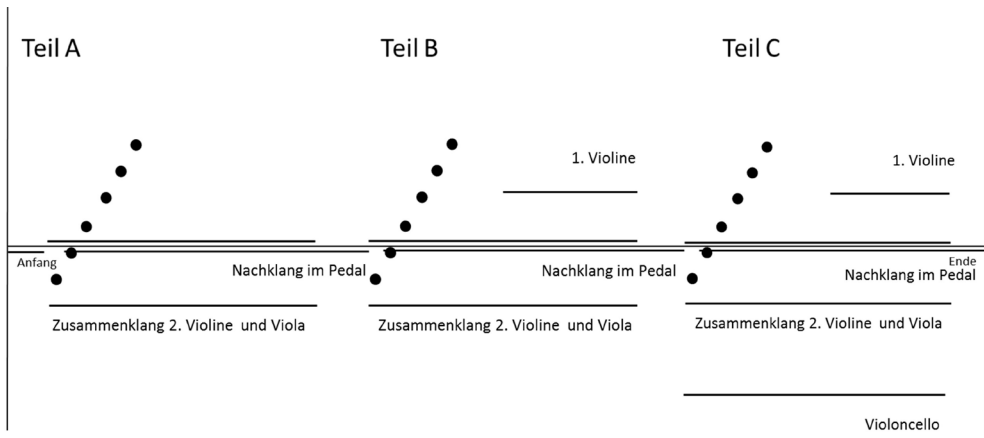 Teil A
Teil B
Teil C
1. Violine
1. Violine
Anfang
Ende
Nachklang im Pedal
Nachklang im Pedal
Nachklang im Pedal
Zusammenklang 2. Violine und Viola
Zusammenklang 2. Violine und Viola
Zusammenklang 2. Violine und Viola
Violoncello